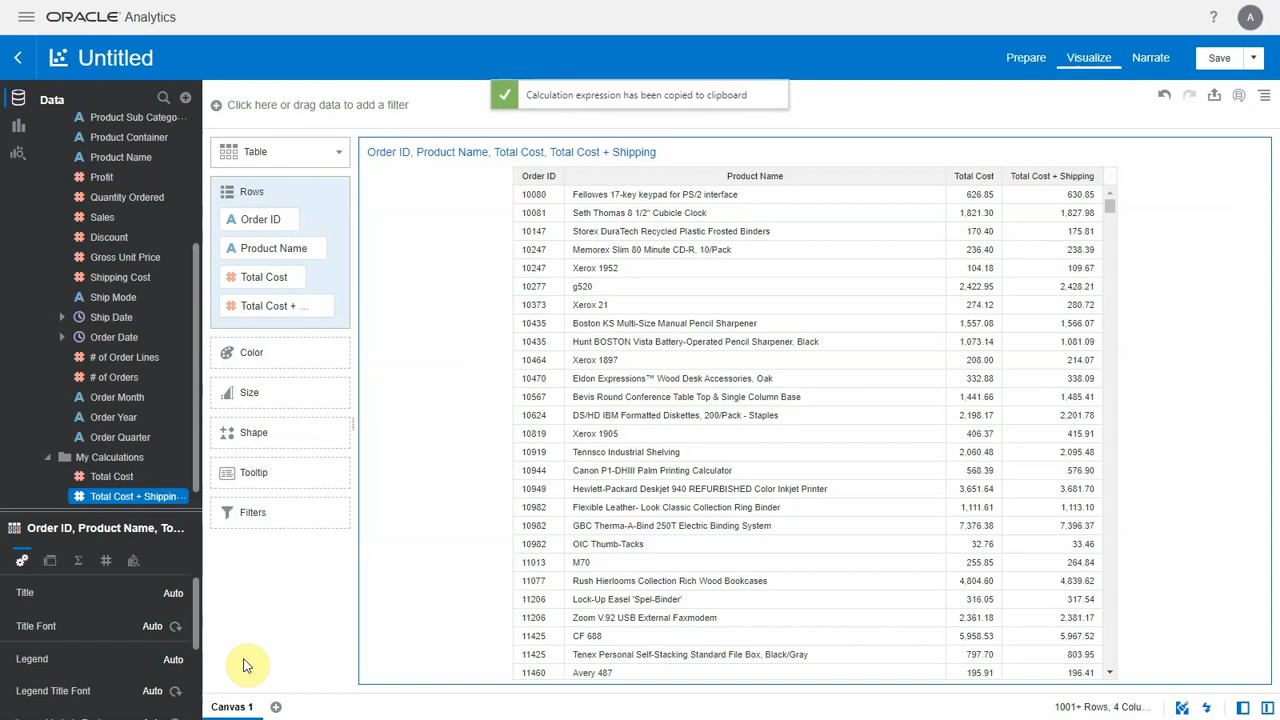 ORACLE Analytics
?
A
Untitled
Prepare
Visualize
Narrate
Save
Data
Click here or drag data to add a filter
Calculation expression has been copied to clipboard
A Product Sub Catego...
A Product Container
A Product Name
Profit
Quantity Ordered
Sales
Discount
Gross Unit Price
Shipping Cost
A Ship Mode
Ship Date
Order Date
# of Order Lines
# of Orders
A Order Month
A Order Year
A Order Quarter
My Calculations
Total Cost
Total Cost + Shippin...
Order ID, Product Name, To...
Title Auto
Title Font Auto
Legend Auto
Legend Title Font Auto
Table
Rows
A Order ID
A Product Name
Total Cost
Total Cost + ...
Color
Size
Shape
Tooltip
Filters
Order ID, Product Name, Total Cost, Total Cost + Shipping
Order ID Product Name Total Cost Total Cost + Shipping
10080 Fellowes 17-key keypad for PS/2 interface 626.85 630.85
10081 Seth Thomas 8 1/2" Cubicle Clock 1,821.30 1,827.98
10147 Storex DuraTech Recycled Plastic Frosted Binders 170.40 175.81
10247 Memorex Slim 80 Minute CD-R, 10/Pack 236.40 238.39
10247 Xerox 1952 104.18 109.67
10277 g520 2,422.95 2,428.21
10373 Xerox 21 274.12 280.72
10435 Boston KS Multi-Size Manual Pencil Sharpener 1,557.08 1,566.07
10435 Hunt BOSTON Vista Battery-Operated Pencil Sharpener, Black 1,073.14 1,081.09
10464 Xerox 1897 208.00 214.07
10470 Eldon Expressions™ Wood Desk Accessories, Oak 332.88 338.09
10567 Bevis Round Conference Table Top & Single Column Base 1,441.66 1,485.41
10624 DS/HD IBM Formatted Diskettes, 200/Pack - Staples 2,198.17 2,201.78
10819 Xerox 1905 406.37 415.91
10919 Tennsco Industrial Shelving 2,060.48 2,095.48
10944 Canon P1-DHIII Palm Printing Calculator 568.39 576.90
10949 Hewlett-Packard Deskjet 940 REFURBISHED Color Inkjet Printer 3,651.64 3,681.70
10982 Flexible Leather- Look Classic Collection Ring Binder 1,111.61 1,113.10
10982 GBC Therma-A-Bind 250T Electric Binding System 7,376.38 7,396.37
10982 OIC Thumb-Tacks 32.76 33.46
11013 M70 255.85 264.84
11077 Rush Hierlooms Collection Rich Wood Bookcases 4,804.60 4,839.62
11206 Lock-Up Easel 'Spel-Binder' 316.05 317.54
11206 Zoom V.92 USB External Faxmodem 2,361.18 2,381.17
11425 CF 688 5,958.53 5,967.52
11425 Tenex Personal Self-Stacking Standard File Box, Black/Gray 797.70 803.95
11460 Avery 487 195.91 196.41
Canvas 1
1001+ Rows, 4 Colu...